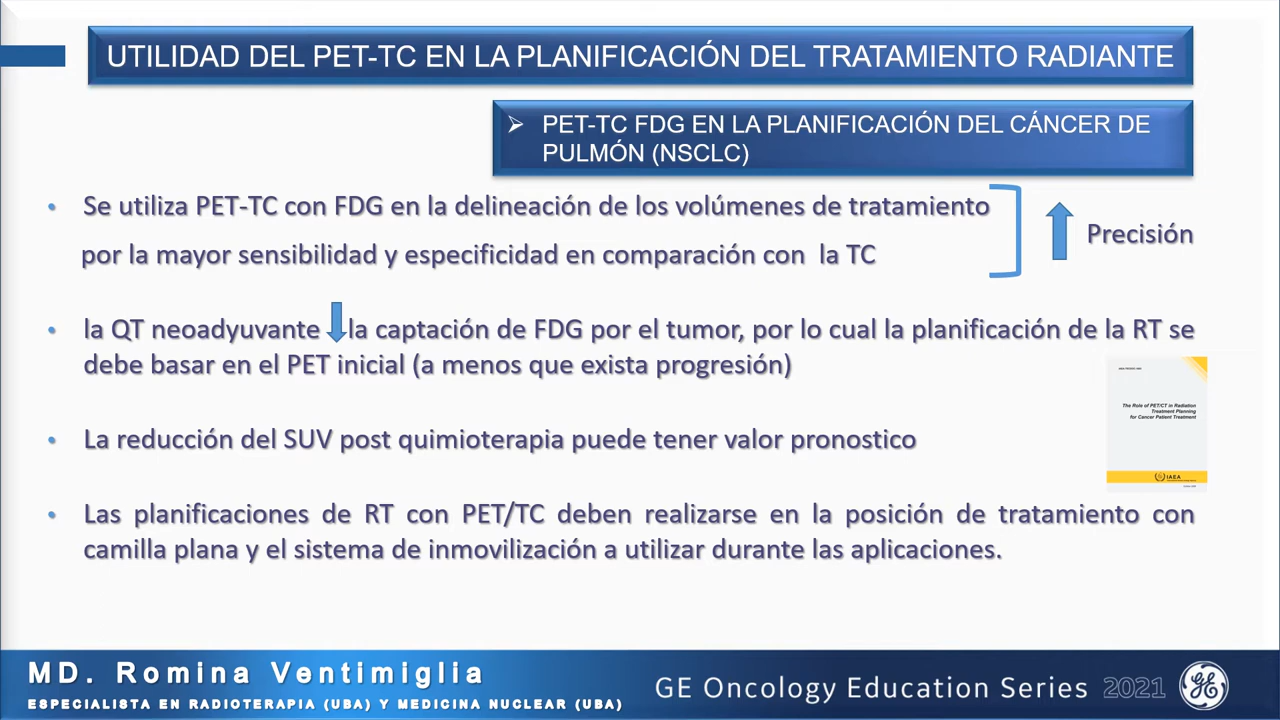 UTILIDAD DEL PET-TC EN LA PLANIFICACIÓN DEL TRATAMIENTO RADIANTE
➢ PET-TC FDG EN LA PLANIFICACIÓN DEL CÁNCER DE
PULMÓN (NSCLC)
• Se utiliza PET-TC con FDG en la delineación de los volúmenes de tratamiento
por la mayor sensibilidad y especificidad en comparación con la TC
Precisión
• la QT neoadyuvante la captación de FDG por el tumor, por lo cual la planificación de la RT se
debe basar en el PET inicial (a menos que exista progresión)
• La reducción del SUV post quimioterapia puede tener valor pronostico
The Role of PET/CT in Radiation
Treatment Planning
for Cancer Patient Treatment
IAEA
• Las planificaciones de RT con PET/TC deben realizarse en la posición de tratamiento con
camilla plana y el sistema de inmovilización a utilizar durante las aplicaciones.
MD. Romina Ventimiglia
ESPECIALISTA EN RADIOTERAPIA (UBA) Y MEDICINA NUCLEAR (UBA)
GE Oncology Education Series 2021